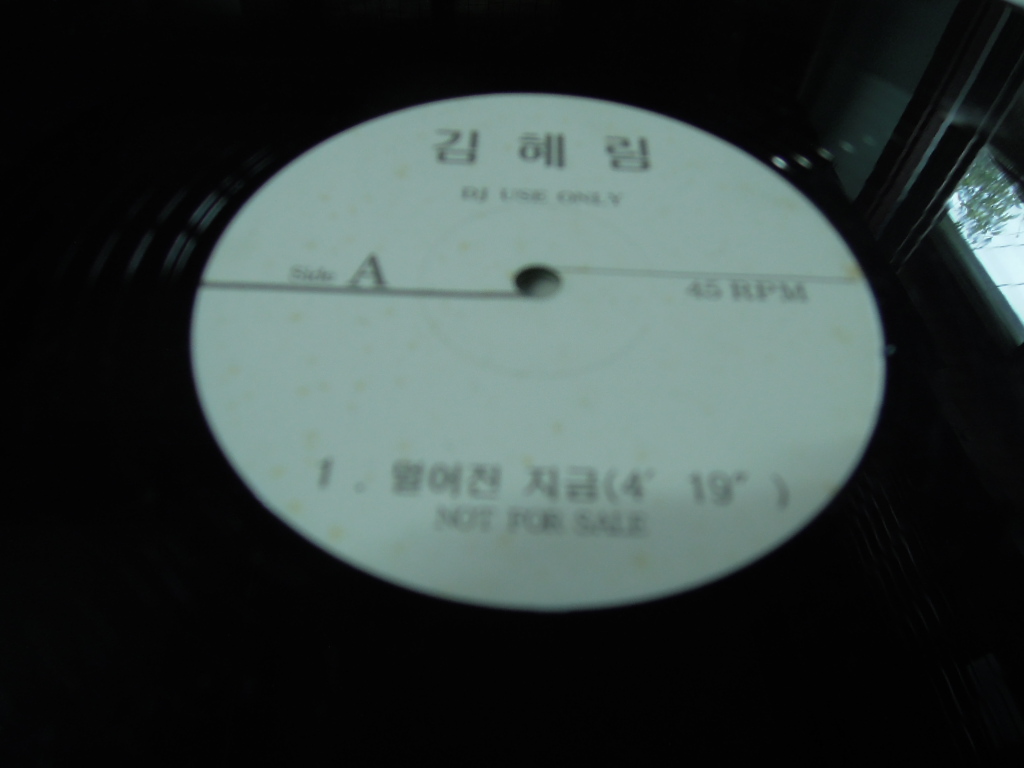 김혜림
DJ USE ONLY
Side A
45 RPM
1. 멀어진 지금(4' 19")
NOT FOR SALE